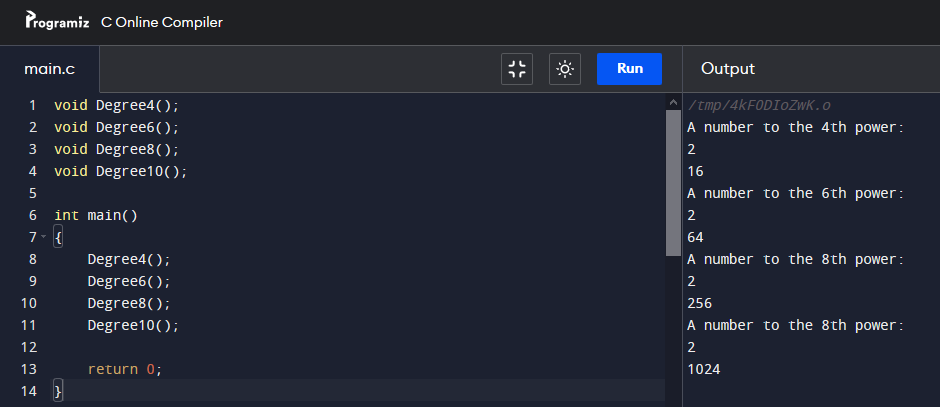 Programiz C Online Compiler
main.c Run Output
1 void Degree4();
2 void Degree6();
3 void Degree8();
4 void Degree10();
5
6 int main()
7 {
8 Degree4();
9 Degree6();
10 Degree8();
11 Degree10();
12
13 return 0;
14 }
/tmp/4kFODIoZwK.o
A number to the 4th power:
2
16
A number to the 6th power:
2
64
A number to the 8th power:
2
256
A number to the 8th power:
2
1024